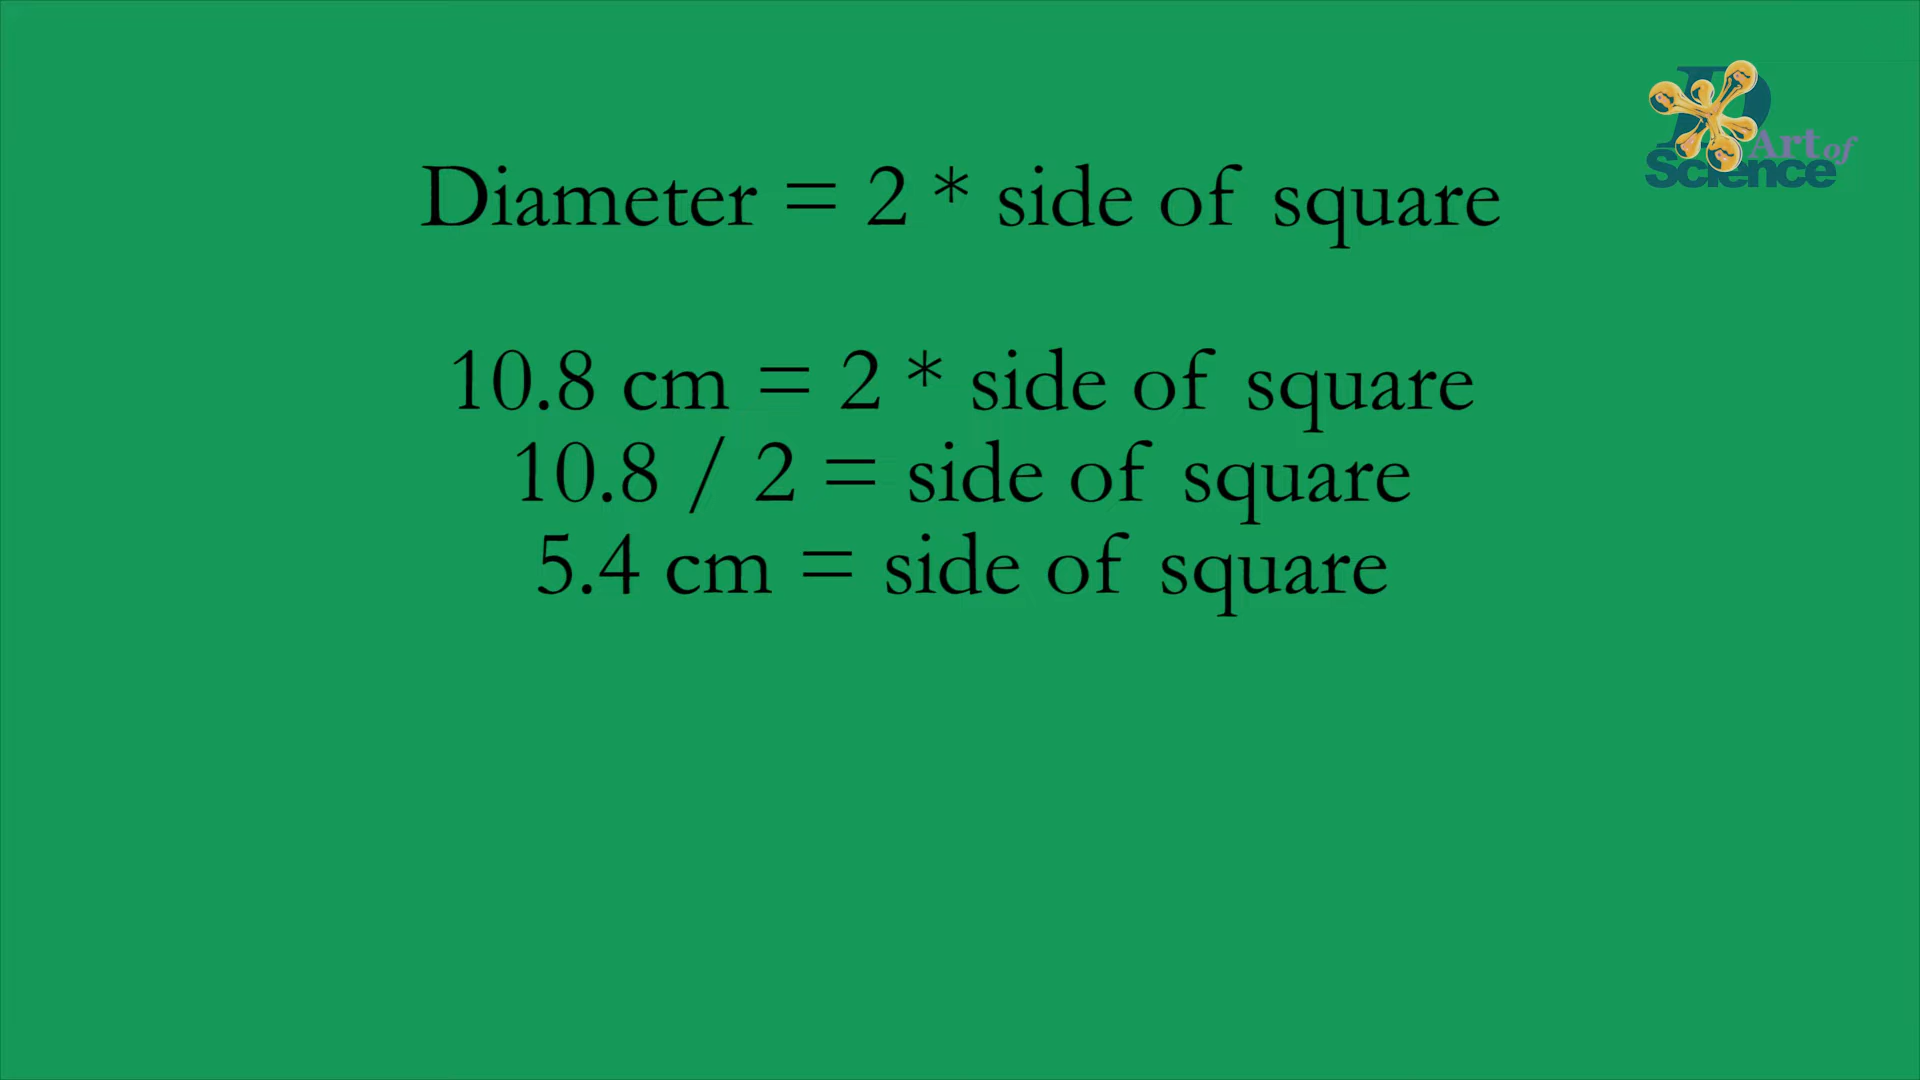 D
Art of
Science
Diameter = 2 * side of square
10.8 cm = 2 * side of square
10.8 / 2 = side of square
5.4 cm = side of square